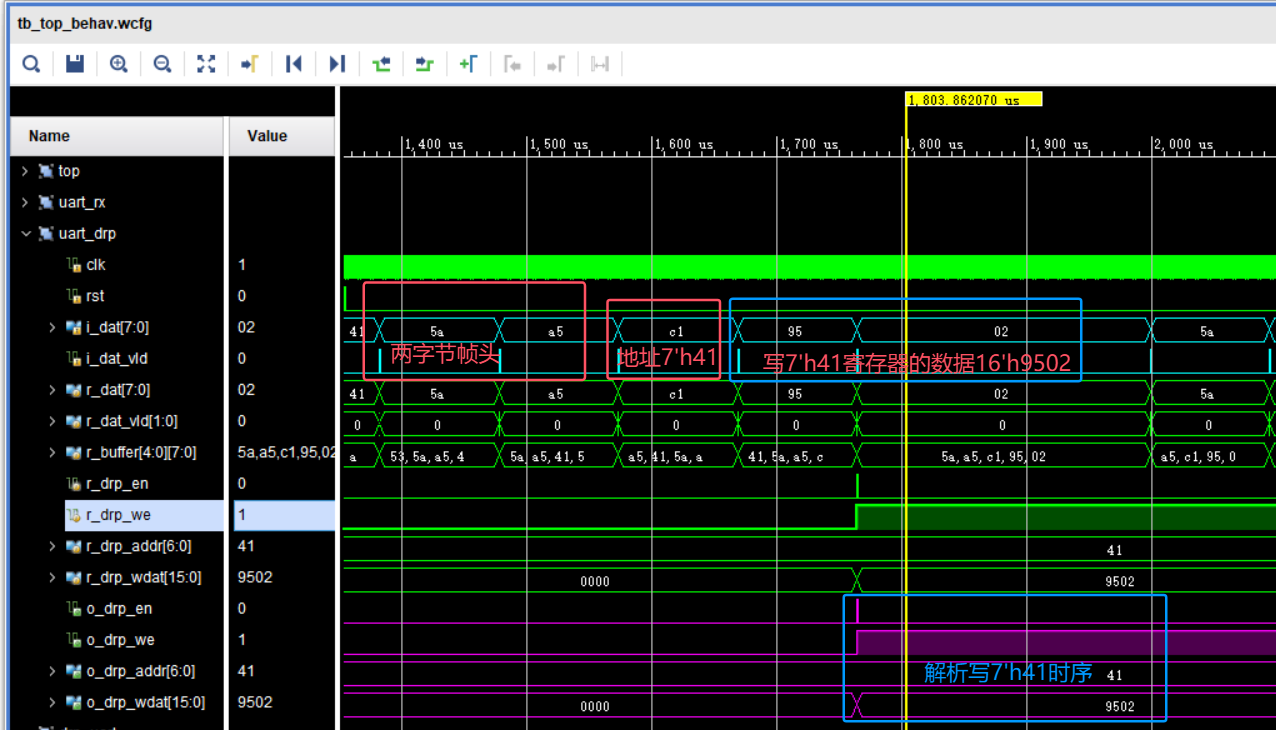 tb_top_behav.wcfg
1,803.862070 us
Name Value
1,400 us 1,500 us 1,600 us 1,700 us 1,800 us 1,900 us 2,000 us
top
uart_rx
uart_drp
clk 1
rst 0
i_dat[7:0] 02 41 5a a5 c1 95 02 5a
i_dat_vld 0 两字节帧头 地址7'h41 写7'h41寄存器的数据16'h9502
r_dat[7:0] 02 41 5a a5 c1 95 02 5a
r_dat_vld[1:0] 0 0 0 0 0 0 0 0
r_buffer[4:0][7:0] 5a,a5,c1,95,02 a 53,5a,a5,4 5a,a5,41,5 a5,41,5a,a 41,5a,a5,c 5a,a5,c1,95,02 a5,c1,95,0
r_drp_en 0
r_drp_we 1
r_drp_addr[6:0] 41 41
r_drp_wdat[15:0] 9502 0000 9502
o_drp_en 0
o_drp_we 1
o_drp_addr[6:0] 41 解析写7'h41时序 41
o_drp_wdat[15:0] 9502 0000 9502